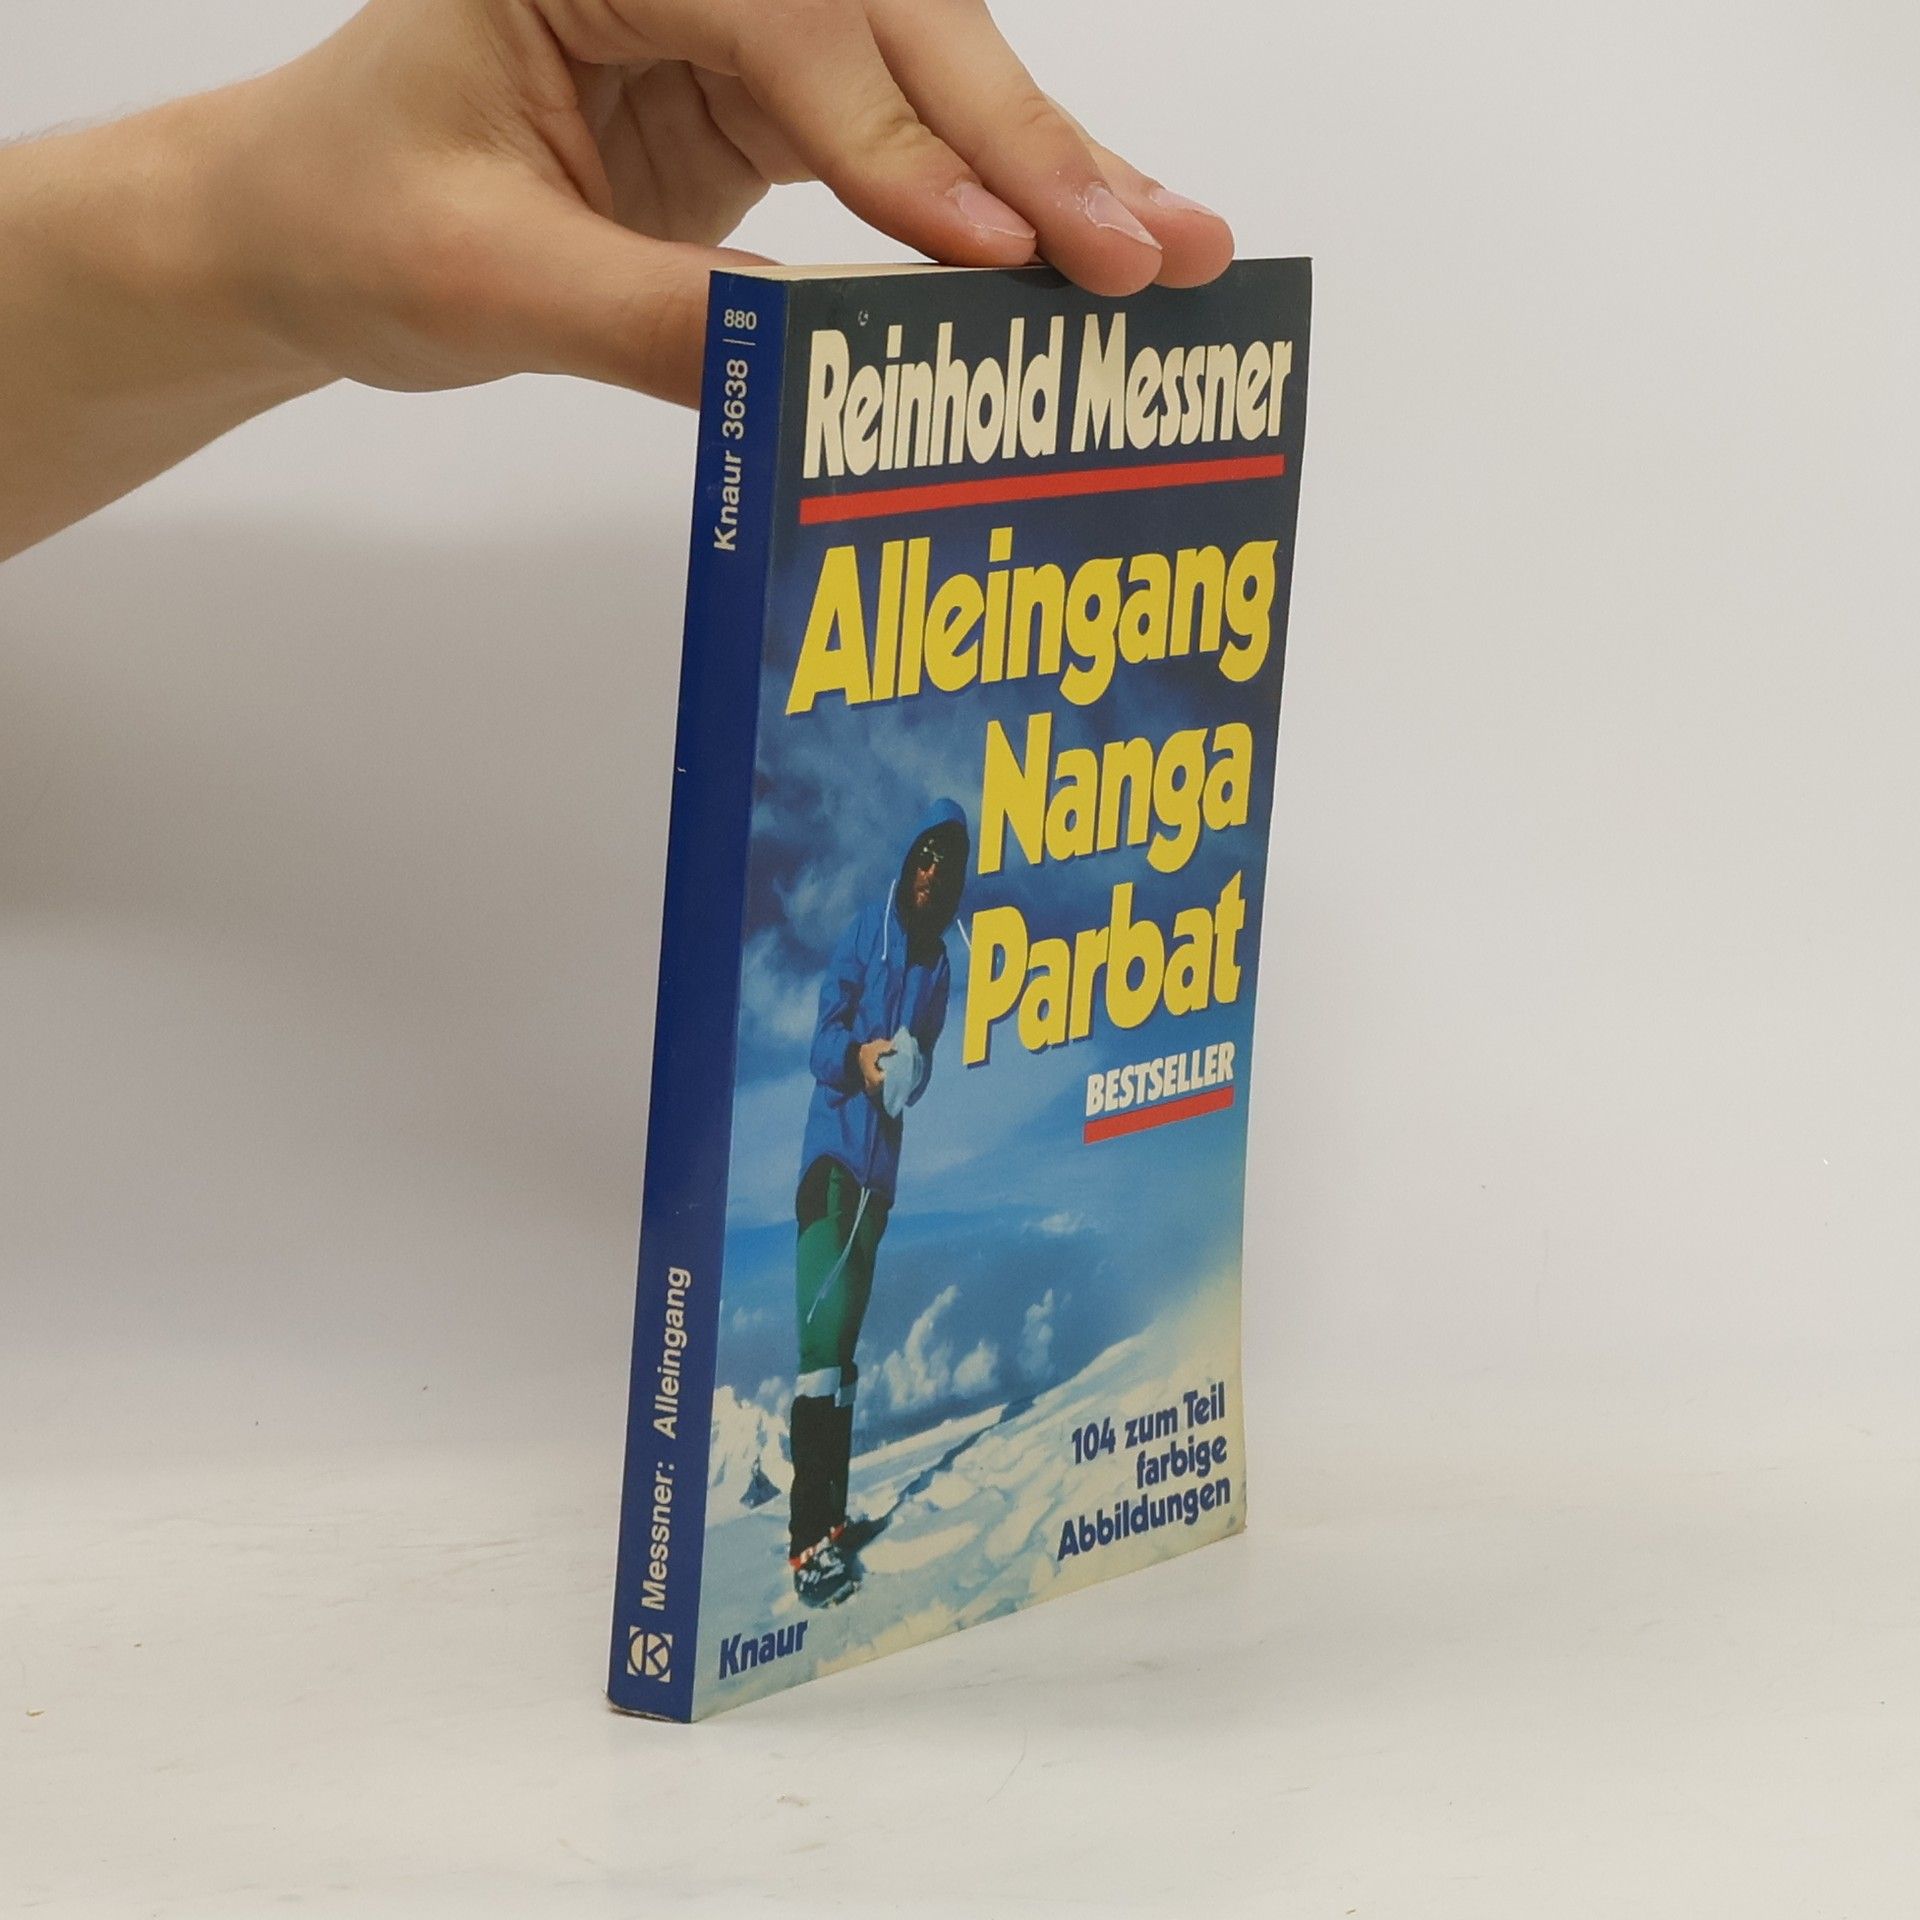 880
Knaur 3638
Messner: Alleingang
Reinhold Messner
Alleingang
Nanga
Parbat
BESTSELLER
104 zum Teil
farbige
Abbildungen
Knaur